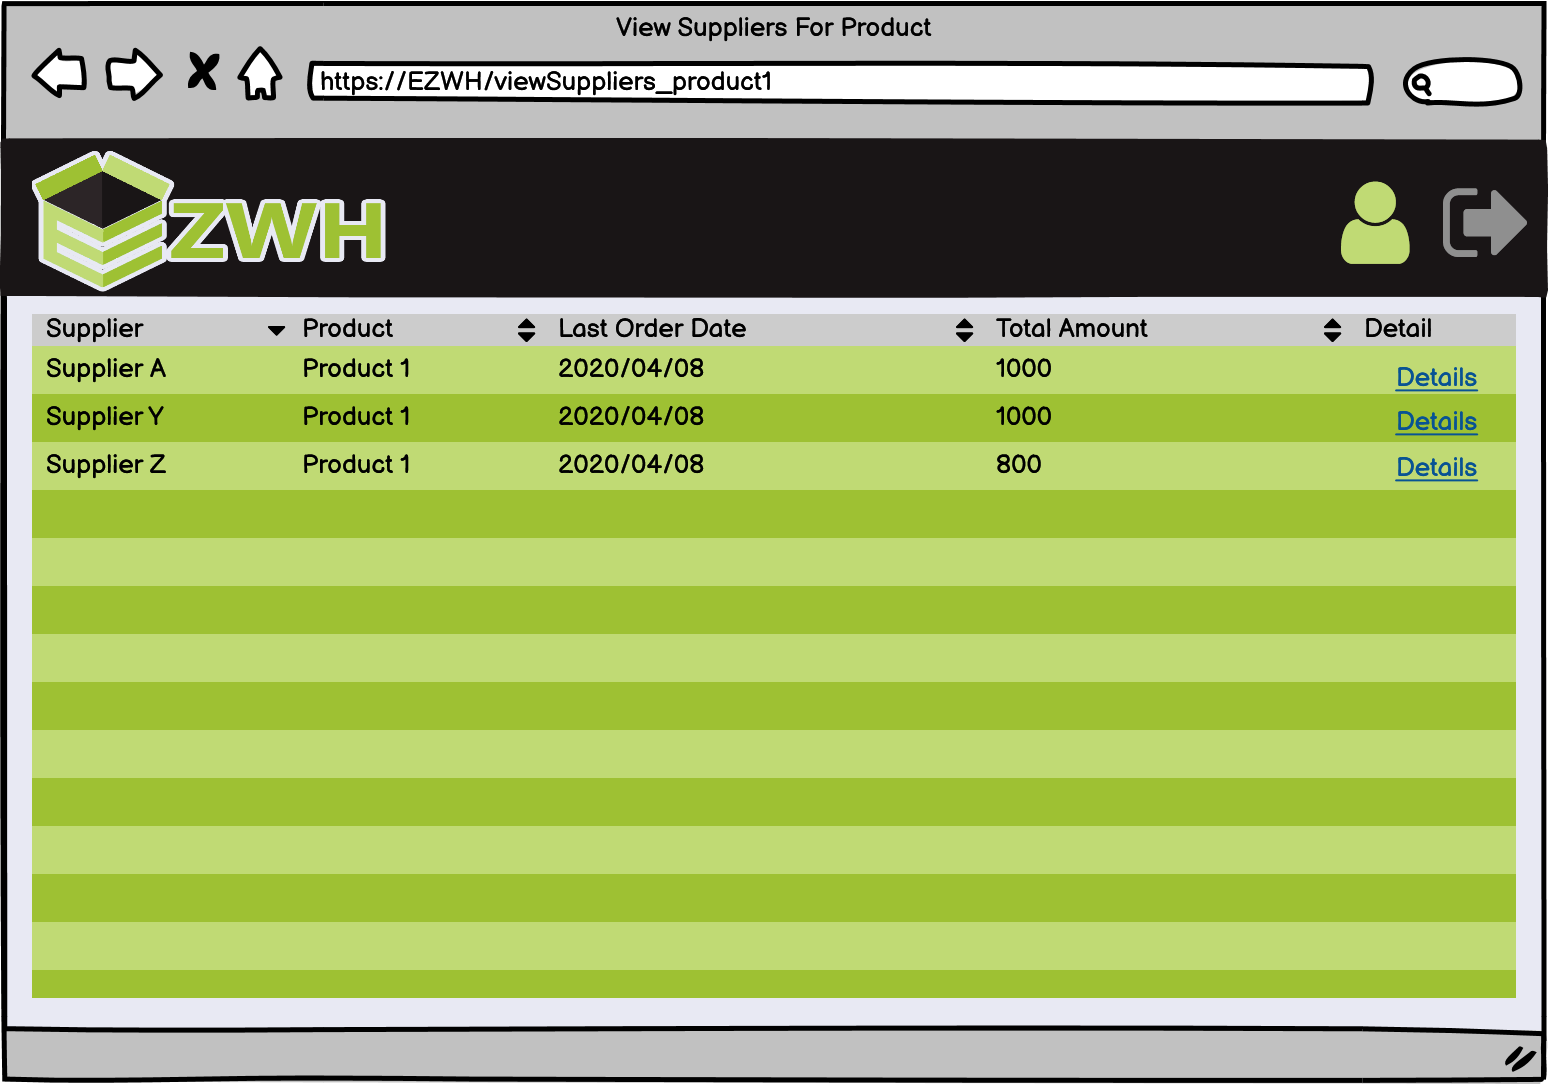 View Suppliers For Product
https://EZWH/viewSuppliers_product1
EZWH
Supplier Product Last Order Date Total Amount Detail
Supplier A Product 1 2020/04/08 1000 Details
Supplier Y Product 1 2020/04/08 1000 Details
Supplier Z Product 1 2020/04/08 800 Details